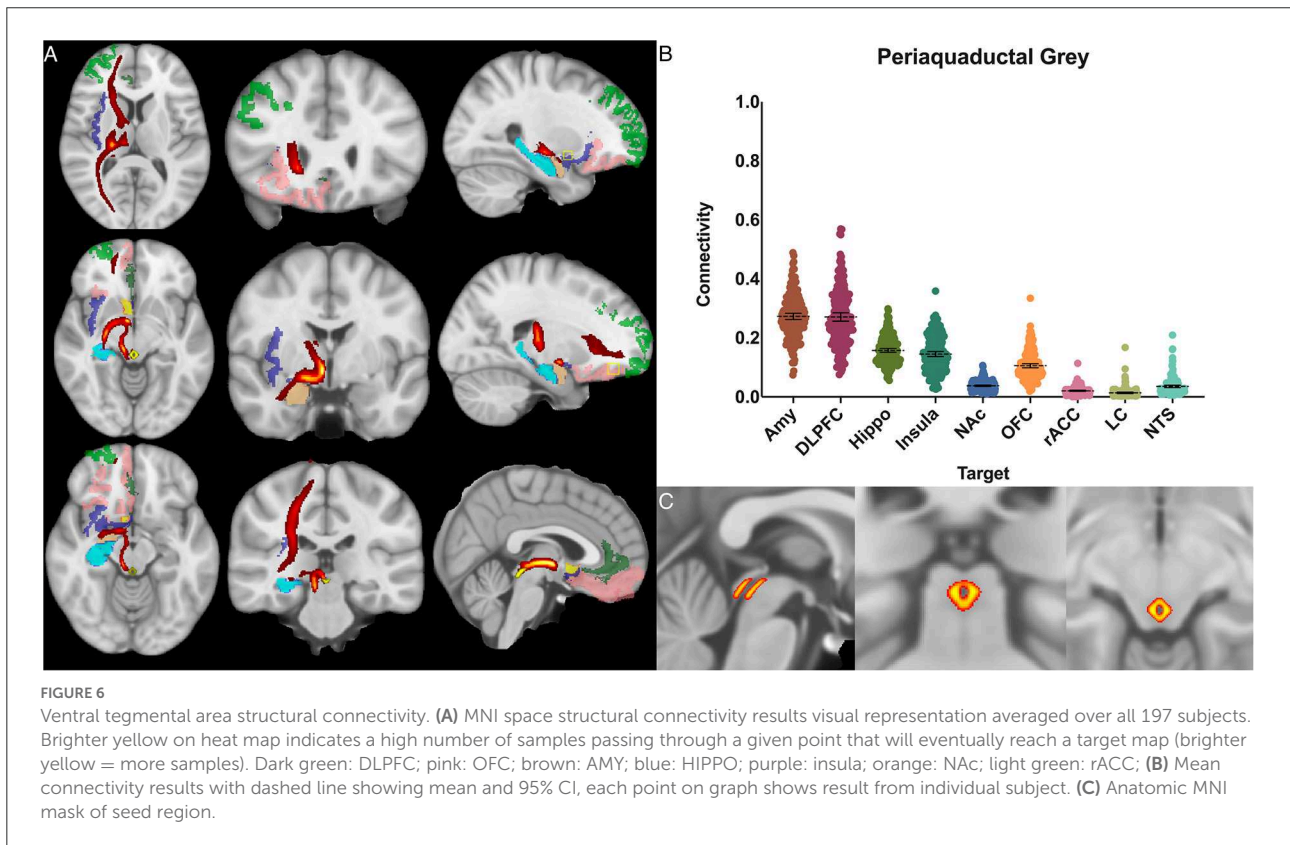 A
B
Periaquaductal Grey
1.0
0.8
0.6
0.4
0.2
0.0
Connectivity
Amy
DLPFC
Hippo
Insula
NAc
OFC
rACC
LC
NTS
Target
C
FIGURE 6
Ventral tegmental area structural connectivity. (A) MNI space structural connectivity results visual representation averaged over all 197 subjects.
Brighter yellow on heat map indicates a high number of samples passing through a given point that will eventually reach a target map (brighter
yellow = more samples). Dark green: DLPFC; pink: OFC; brown: AMY; blue: HIPPO; purple: insula; orange: NAc; light green: rACC; (B) Mean
connectivity results with dashed line showing mean and 95% CI, each point on graph shows result from individual subject. (C) Anatomic MNI
mask of seed region.